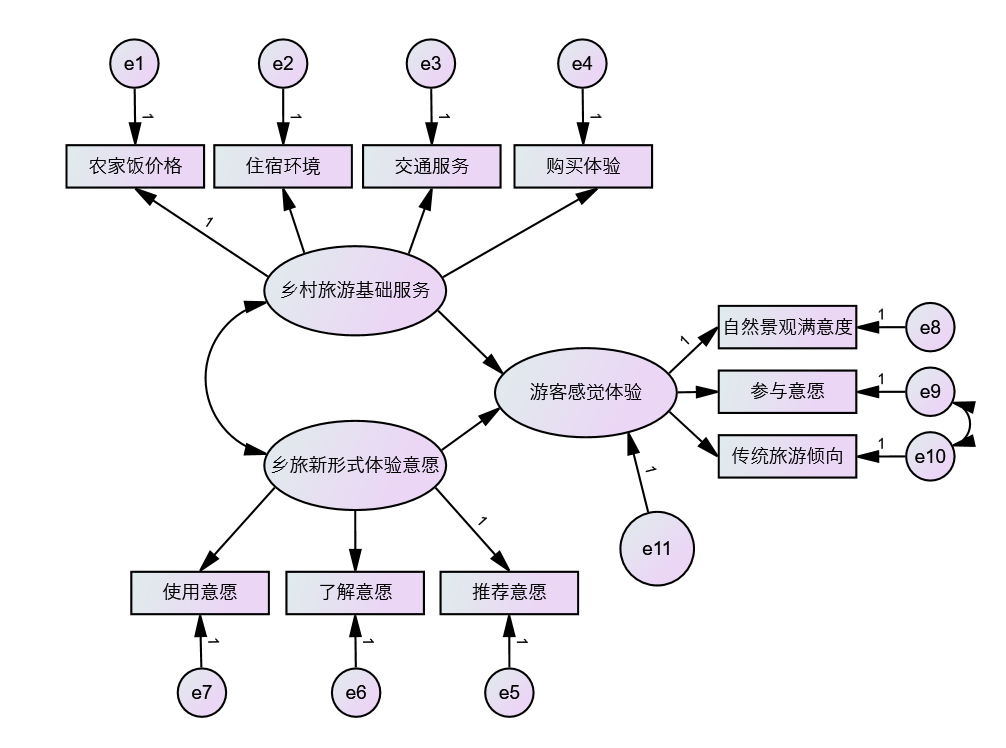 e1
e2
e3
e4
1
1
1
1
农家饭价格
住宿环境
交通服务
购买体验
1
乡村旅游基础服务
自然景观满意度
1
e8
1
游客感觉体验
参与意愿
1
e9
传统旅游倾向
1
e10
乡旅新形式体验意愿
1
1
e11
使用意愿
了解意愿
推荐意愿
1
1
1
e7
e6
e5